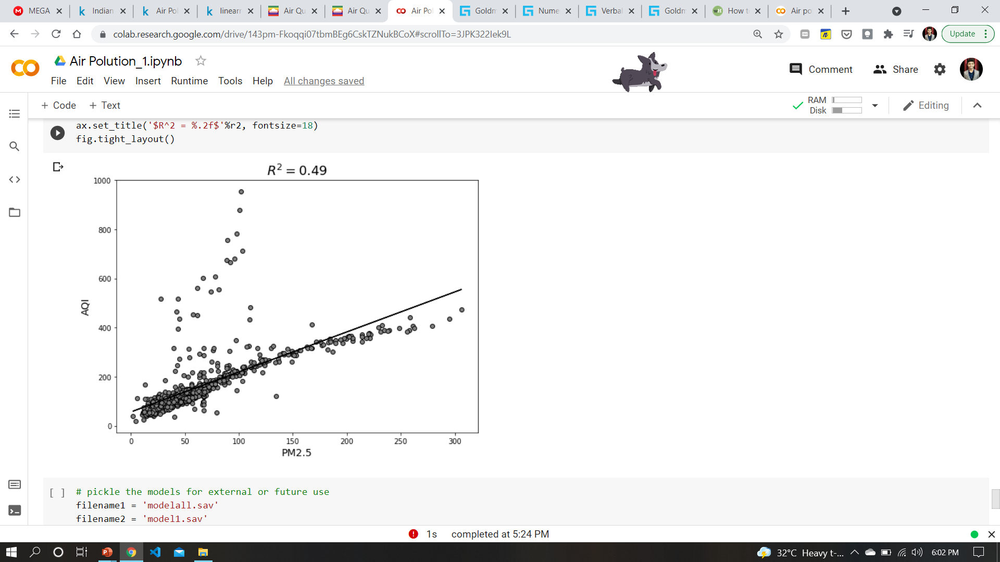 MEGA
Indian
Air Pol
linearr
Air Qu
Air Qu
Air Pol
Goldm
Nume
Verbal
Goldm
How t
Air po
colab.research.google.com/drive/143pm-Fkoqqi07tbmBEg6CskTZNukBCoX#scrollTo=3JPK322Iek9L
Update
Air Polution_1.ipynb
Comment
Share
File Edit View Insert Runtime Tools Help All changes saved
+ Code + Text
RAM
Disk
Editing
ax.set_title('$R^2 = %.2f$'%r2, fontsize=18)
fig.tight_layout()
R² = 0.49
1000
800
600
400
200
0
AQI
0 50 100 150 200 250 300
PM2.5
[ ] # pickle the models for external or future use
filename1 = 'modelall.sav'
filename2 = 'model1.sav'
1s completed at 5:24 PM
32°C Heavy t-... 6:02 PM